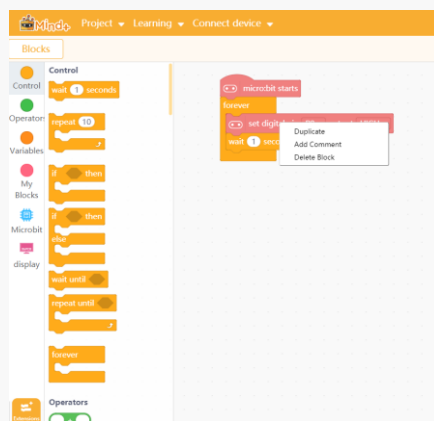 Mind+ Project Learning Connect device
Blocks
Control
Operators
Variables
My
Blocks
Microbit
display
Extensions
Control
wait 1 seconds
repeat 10
if then
if then
else
wait until
repeat until
forever
Operators
+
micro:bit starts
forever
set digital
wait 1 seco
Duplicate
Add Comment
Delete Block